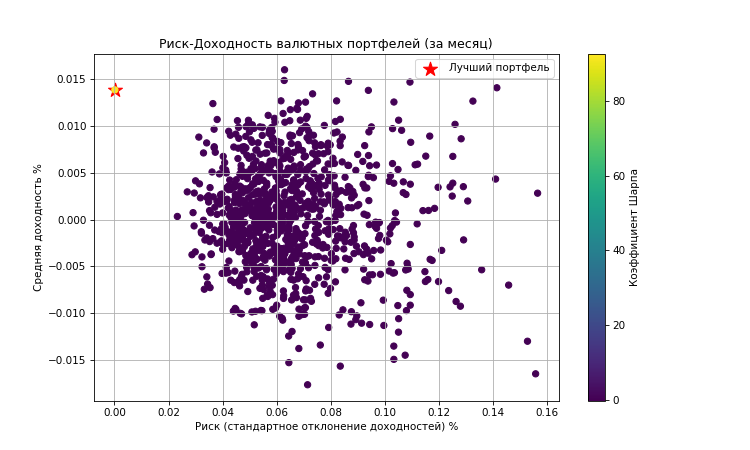 Риск-Доходность валютных портфелей (за месяц)
Лучший портфель
Средняя доходность %
0.015
0.010
0.005
0.000
−0.005
−0.010
−0.015
0.00 0.02 0.04 0.06 0.08 0.10 0.12 0.14 0.16
Риск (стандартное отклонение доходностей) %
80
60
40
20
0
Коэффициент Шарпа